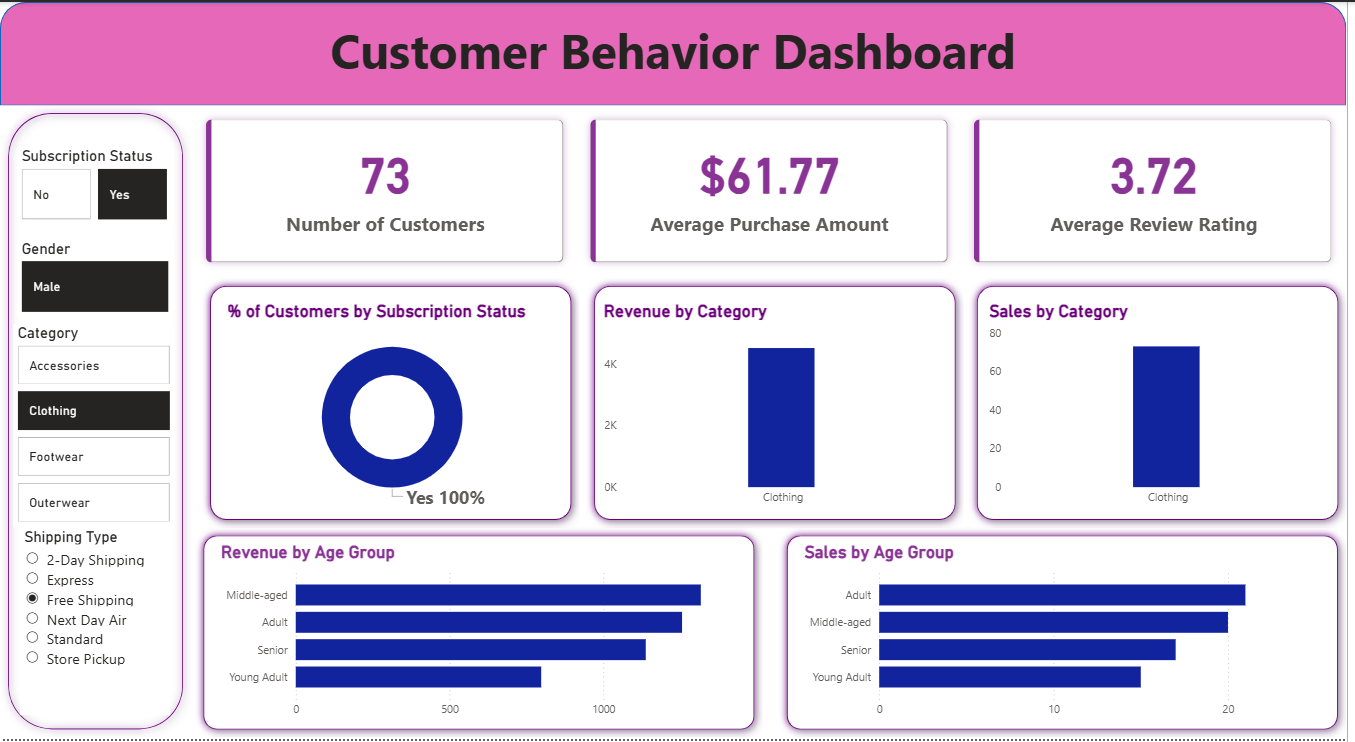 Customer Behavior Dashboard
Subscription Status
No
Yes
Gender
Male
Category
Accessories
Clothing
Footwear
Outerwear
Shipping Type
2-Day Shipping
Express
Free Shipping
Next Day Air
Standard
Store Pickup
73
Number of Customers
$61.77
Average Purchase Amount
3.72
Average Review Rating
% of Customers by Subscription Status
Yes 100%
Revenue by Category
4K
2K
0K
Clothing
Sales by Category
80
60
40
20
0
Clothing
Revenue by Age Group
Middle-aged
Adult
Senior
Young Adult
0 500 1000
Sales by Age Group
Adult
Middle-aged
Senior
Young Adult
0 10 20